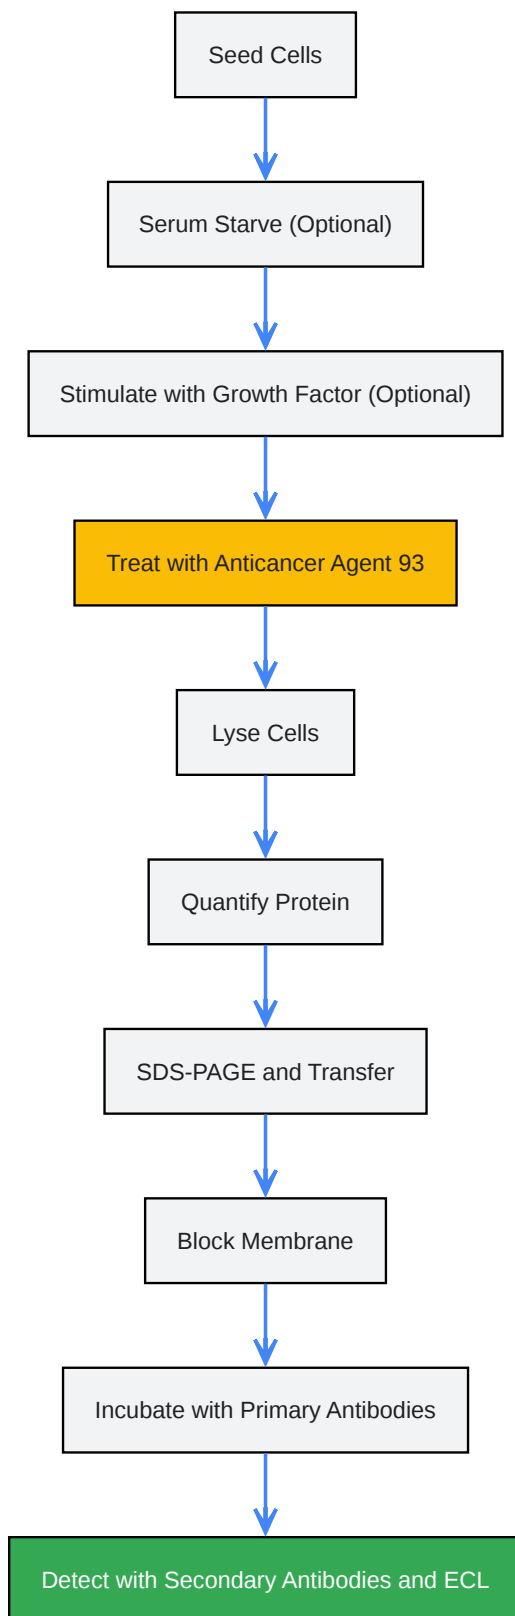 Seed Cells
Serum Starve (Optional)
Stimulate with Growth Factor (Optional)
Treat with Anticancer Agent 93
Lyse Cells
Quantify Protein
SDS-PAGE and Transfer
Block Membrane
Incubate with Primary Antibodies
Detect with Secondary Antibodies and ECL